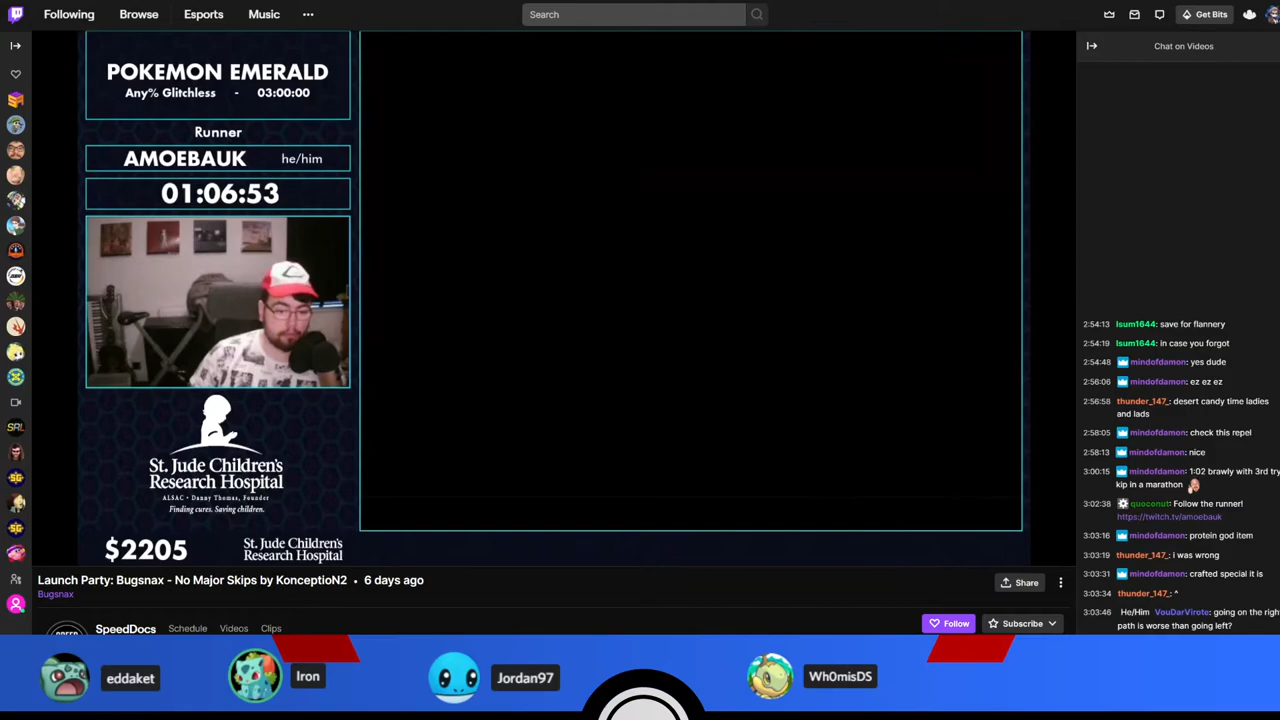 Following
Browse
Esports
Music
Search
Get Bits
POKEMON EMERALD
Any% Glitchless - 03:00:00
Runner
AMOEBAUK he/him
01:06:53
St. Jude Children's
Research Hospital
ALSAC • Danny Thomas, Founder
Finding cures. Saving children.
$2205
St. Jude Children's
Research Hospital
Launch Party: Bugsnax - No Major Skips by KonceptioN2 • 6 days ago
Bugsnax
Share
SpeedDocs
Schedule
Videos
Clips
Follow
Subscribe
Chat on Videos
2:54:13 lsum1644: save for flannery
2:54:19 lsum1644: in case you forgot
2:54:48 mindofdamon: yes dude
2:56:06 mindofdamon: ez ez ez
2:56:58 thunder_147_: desert candy time ladies
and lads
2:58:05 mindofdamon: check this repel
2:58:13 mindofdamon: nice
3:00:15 mindofdamon: 1:02 brawly with 3rd try
kip in a marathon
3:02:38 quoconut: Follow the runner!
https://twitch.tv/amoebauk
3:03:16 mindofdamon: protein god item
3:03:19 thunder_147_: i was wrong
3:03:31 mindofdamon: crafted special it is
3:03:34 thunder_147_: ^
3:03:46 He/Him VouDarVirote: going on the righ
path is worse than going left?
eddaket
Iron
Jordan97
Wh0misDS